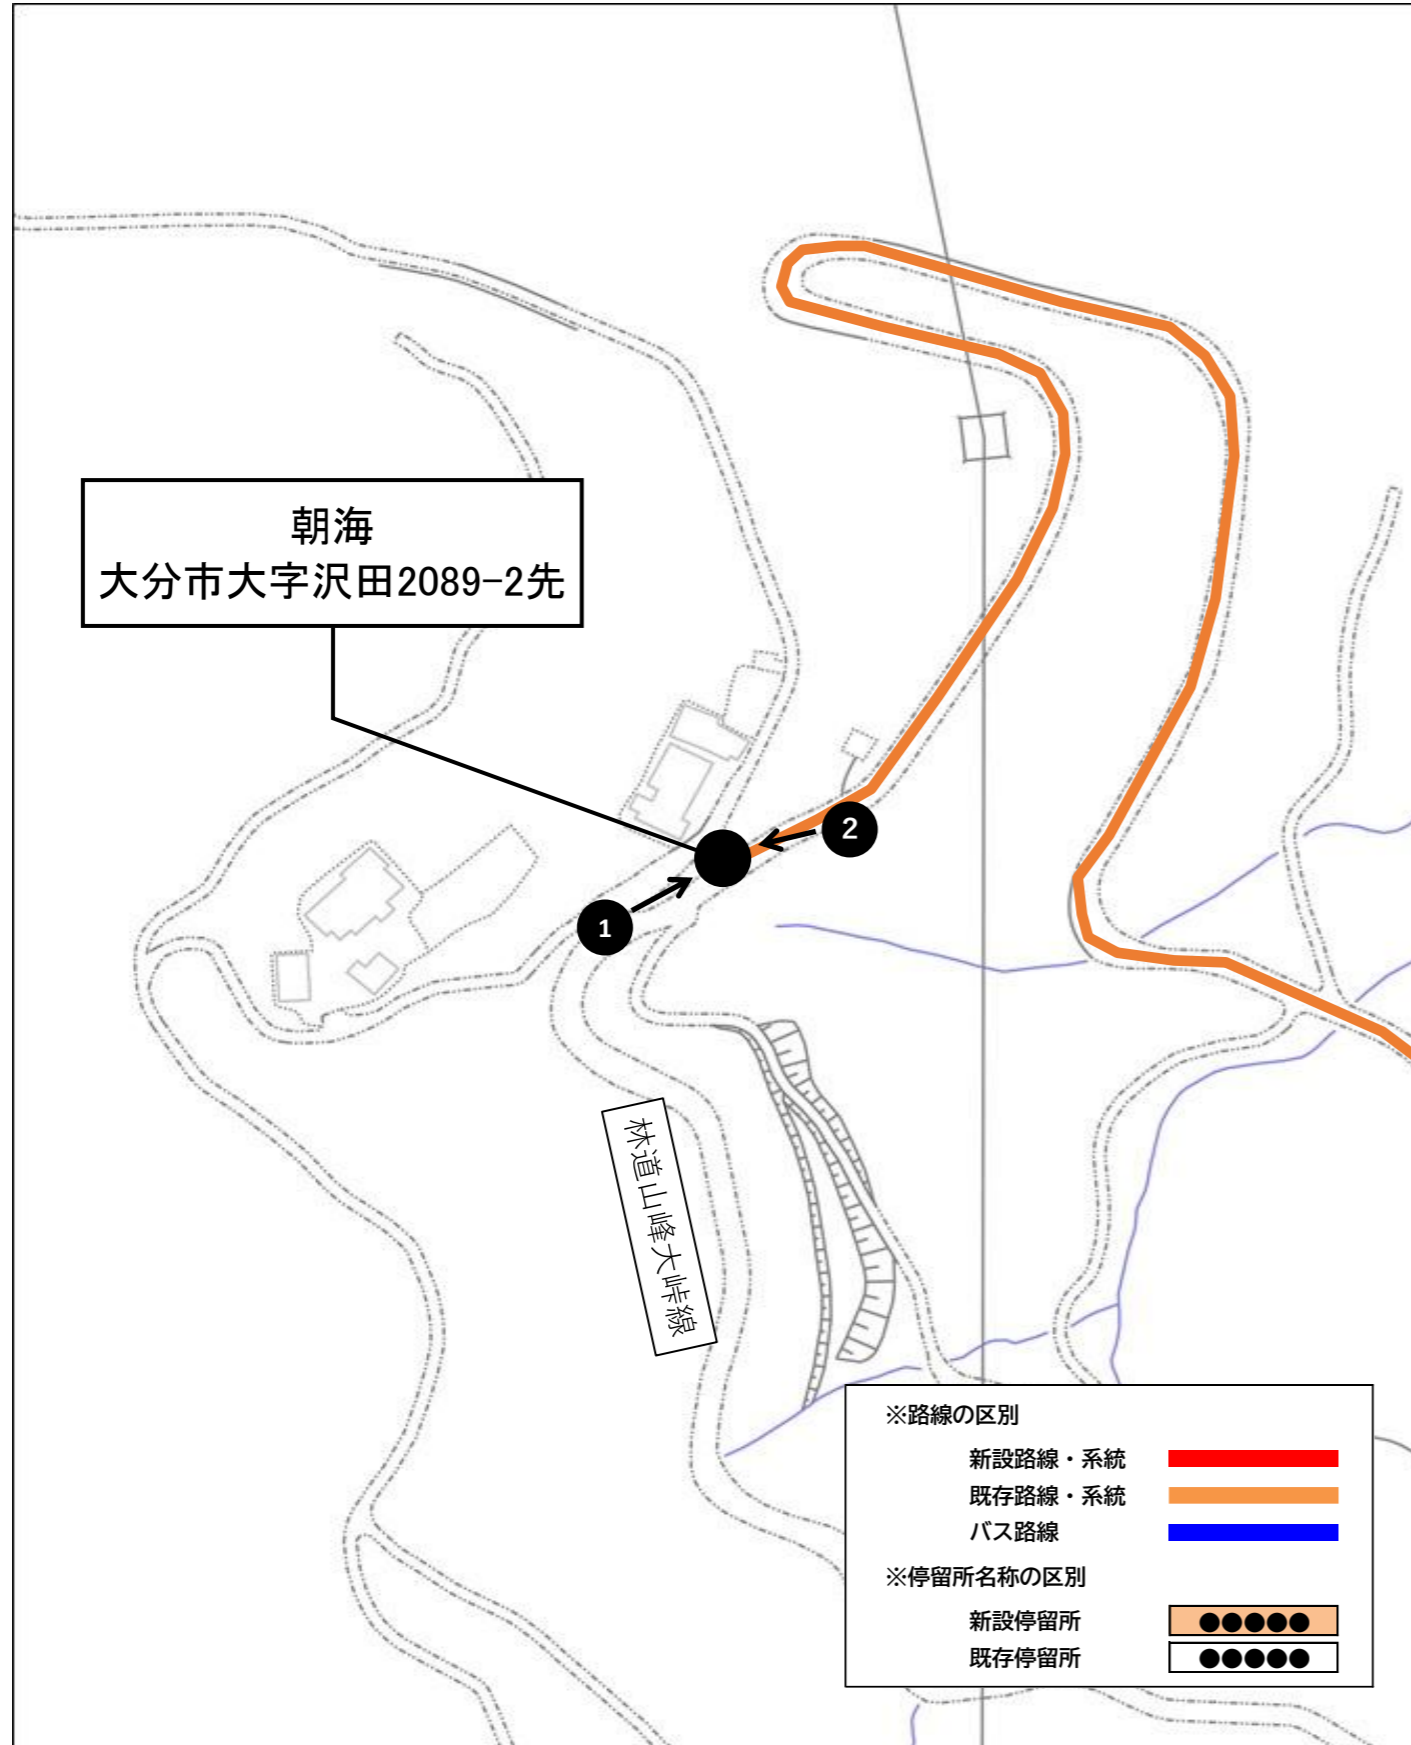 朝海
大分市大字沢田2089-2先
2
1
林道山峰大峠線
※路線の区別
新設路線・系統
既存路線・系統
バス路線
※停留所名称の区別
新設停留所
●●●●●
既存停留所
●●●●●